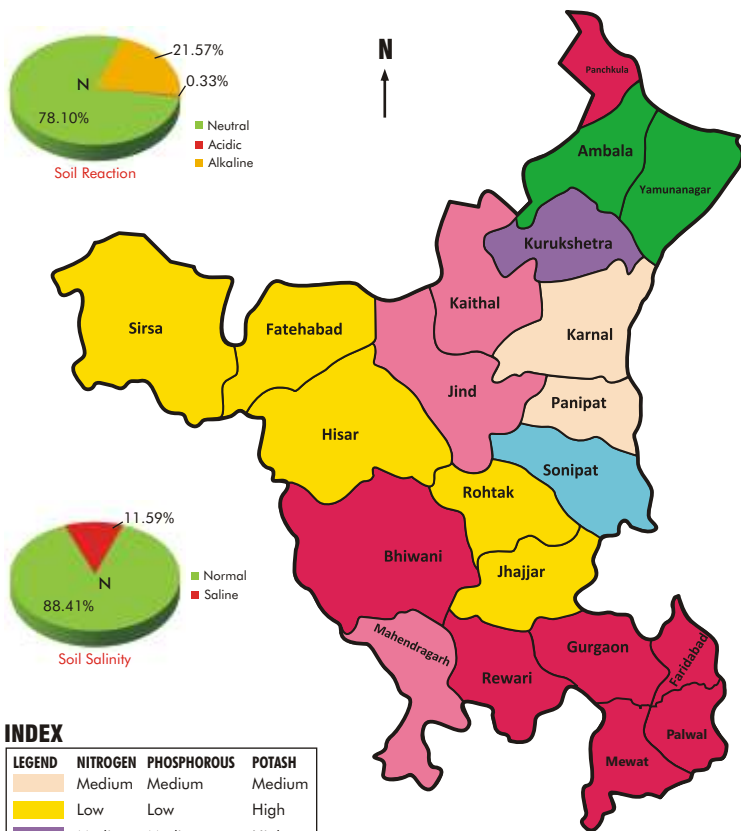 21.57%
N
0.33%
78.10%
Neutral
Acidic
Alkaline
Soil Reaction
N
Panchkula
Ambala
Yamunanagar
Kurukshetra
Kaithal
Karnal
Sirsa
Fatehabad
Jind
Panipat
Hisar
Sonipat
Rohtak
11.59%
N
88.41%
Normal
Saline
Soil Salinity
Bhiwani
Jhajjar
Mahendragarh
Rewari
Gurgaon
Faridabad
Mewat
Palwal
INDEX
LEGEND NITROGEN PHOSPHOROUS POTASH
Medium Medium Medium
Low Low High